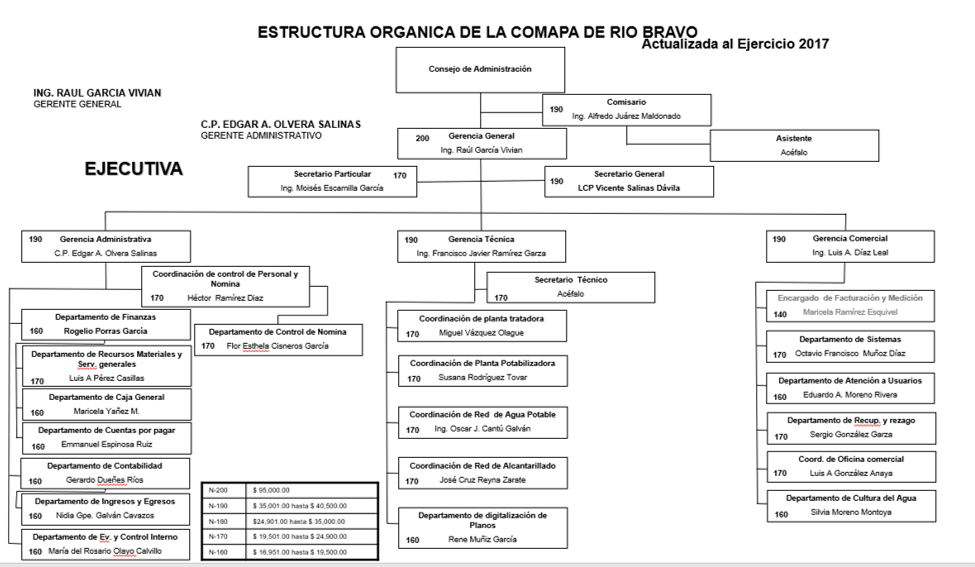 ESTRUCTURA ORGANICA DE LA COMAPA DE RIO BRAVO
Actualizada al Ejercicio 2017
Consejo de Administración
ING. RAUL GARCIA VIVIAN
GERENTE GENERAL
C.P. EDGAR A. OLVERA SALINAS
GERENTE ADMINISTRATIVO
EJECUTIVA
190
Comisario
Ing. Alfredo Juárez Maldonado
Asistente
Acéfalo
200
Gerencia General
Ing. Raúl García Vivian
Secretario Particular
170
Ing. Moisés Escamilla García
190
Secretario General
LCP Vicente Salinas Dávila
190
Gerencia Administrativa
C.P. Edgar A. Olvera Salinas
Coordinación de control de Personal y
Nomina
170
Héctor Ramírez Diaz
Departamento de Control de Nomina
170
Flor Esthela Cisneros García
Departamento de Finanzas
160
Rogelio Porras García
Departamento de Recursos Materiales y
Serv. generales
170
Luis A Pérez Casillas
Departamento de Caja General
160
Maricela Yañez M.
Departamento de Cuentas por pagar
160
Emmanuel Espinosa Ruiz
Departamento de Contabilidad
160
Gerardo Dueñes Ríos
Departamento de Ingresos y Egresos
160
Nidia Gpe. Galván Cavazos
Departamento de Ev. y Control Interno
160
María del Rosario Olayo Calvillo
190
Gerencia Técnica
Ing. Francisco Javier Ramírez Garza
Secretario Técnico
170
Acéfalo
Coordinación de planta tratadora
170
Miguel Vázquez Olague
Coordinación de Planta Potabilizadora
170
Susana Rodríguez Tovar
Coordinación de Red de Agua Potable
170
Ing. Oscar J. Cantú Galván
Coordinación de Red de Alcantarillado
170
José Cruz Reyna Zarate
Departamento de digitalización de
Planos
160
Rene Muñiz García
190
Gerencia Comercial
Ing. Luis A. Díaz Leal
Encargado de Facturación y Medición
140
Maricela Ramírez Esquivel
Departamento de Sistemas
170
Octavio Francisco Muñoz Díaz
Departamento de Atención a Usuarios
160
Eduardo A. Moreno Rivera
Departamento de Recup. y rezago
170
Sergio González Garza
Coord. de Oficina comercial
170
Luis A González Anaya
Departamento de Cultura del Agua
160
Silvia Moreno Montoya
N-200 $ 95,000.00
N-190 $ 35,001.00 hasta $ 40,500.00
N-180 $24,901.00 hasta $ 35,000.00
N-170 $ 19,501.00 hasta $ 24,900.00
N-160 $ 16,951.00 hasta $ 19,500.00